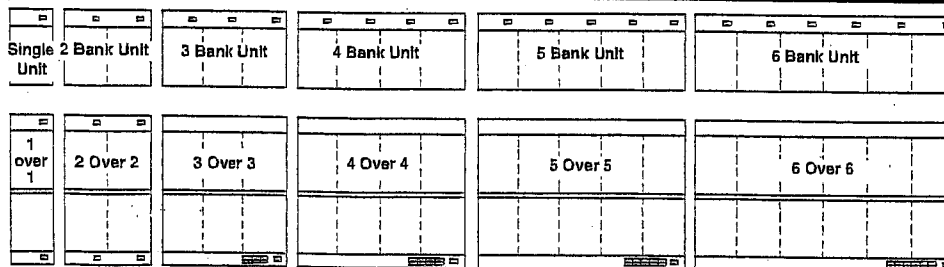 Single
Unit
2 Bank Unit
3 Bank Unit
4 Bank Unit
5 Bank Unit
6 Bank Unit
1
over
1
2 Over 2
3 Over 3
4 Over 4
5 Over 5
6 Over 6